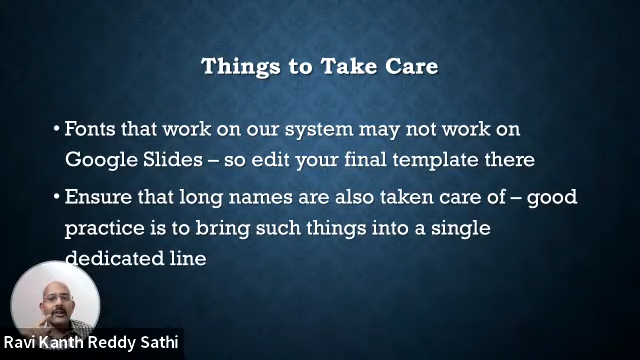 Things to Take Care
• Fonts that work on our system may not work on
Google Slides – so edit your final template there
• Ensure that long names are also taken care of – good
practice is to bring such things into a single
dedicated line
Ravi Kanth Reddy Sathi